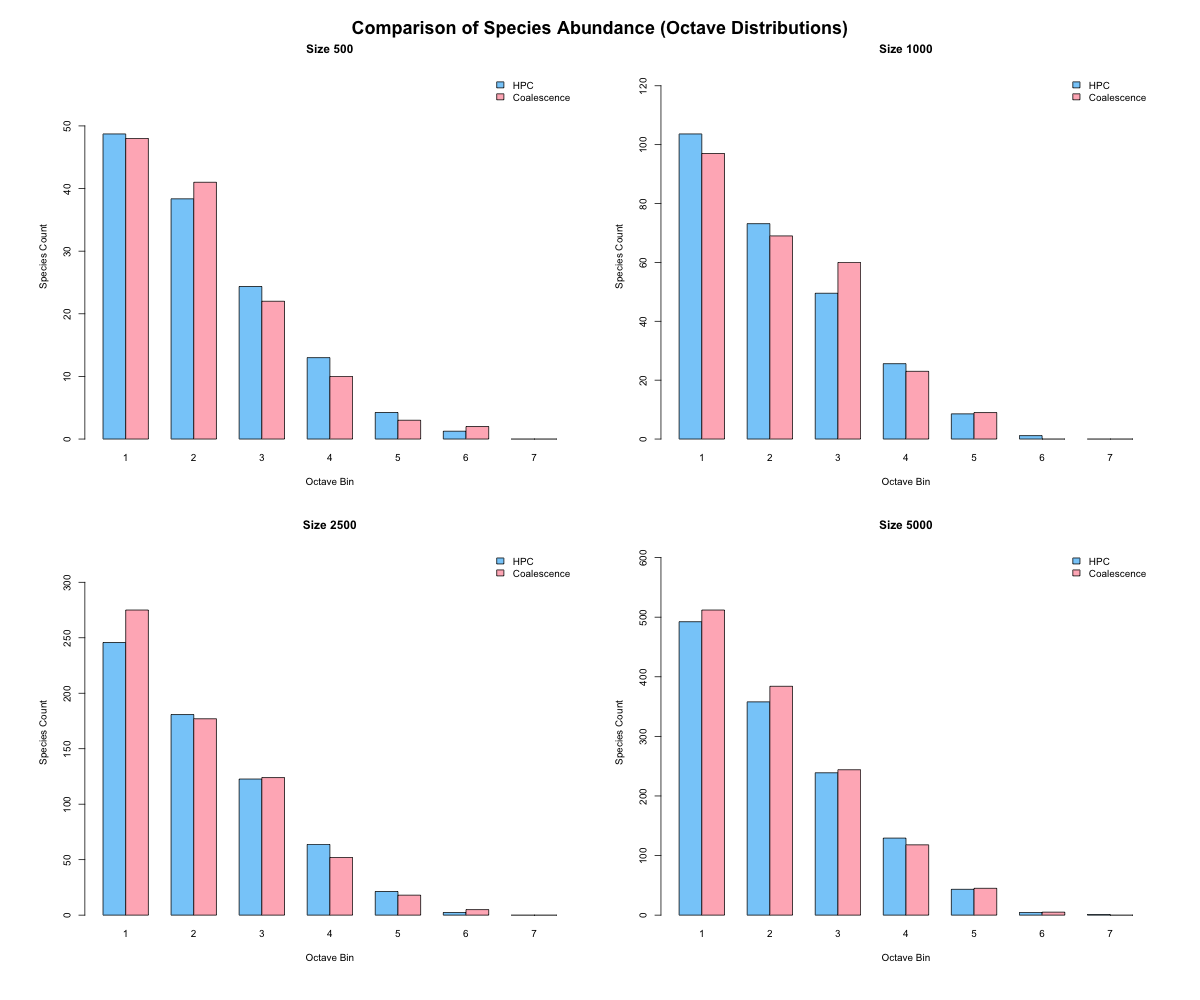 Comparison of Species Abundance (Octave Distributions)
Size 500
HPC
Coalescence
50
40
30
20
10
0
Species Count
1 2 3 4 5 6 7
Octave Bin
Size 1000
HPC
Coalescence
120
100
80
60
40
20
0
Species Count
1 2 3 4 5 6 7
Octave Bin
Size 2500
HPC
Coalescence
300
250
200
150
100
50
0
Species Count
1 2 3 4 5 6 7
Octave Bin
Size 5000
HPC
Coalescence
600
500
400
300
200
100
0
Species Count
1 2 3 4 5 6 7
Octave Bin